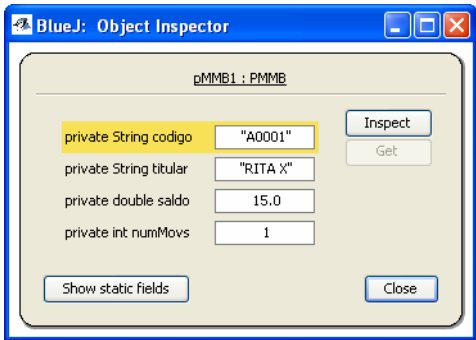 BlueJ: Object Inspector
pMMB1 : PMMB
private String codigo "A0001"
Inspect
private String titular "RITA X"
Get
private double saldo 15.0
private int numMovs 1
Show static fields
Close